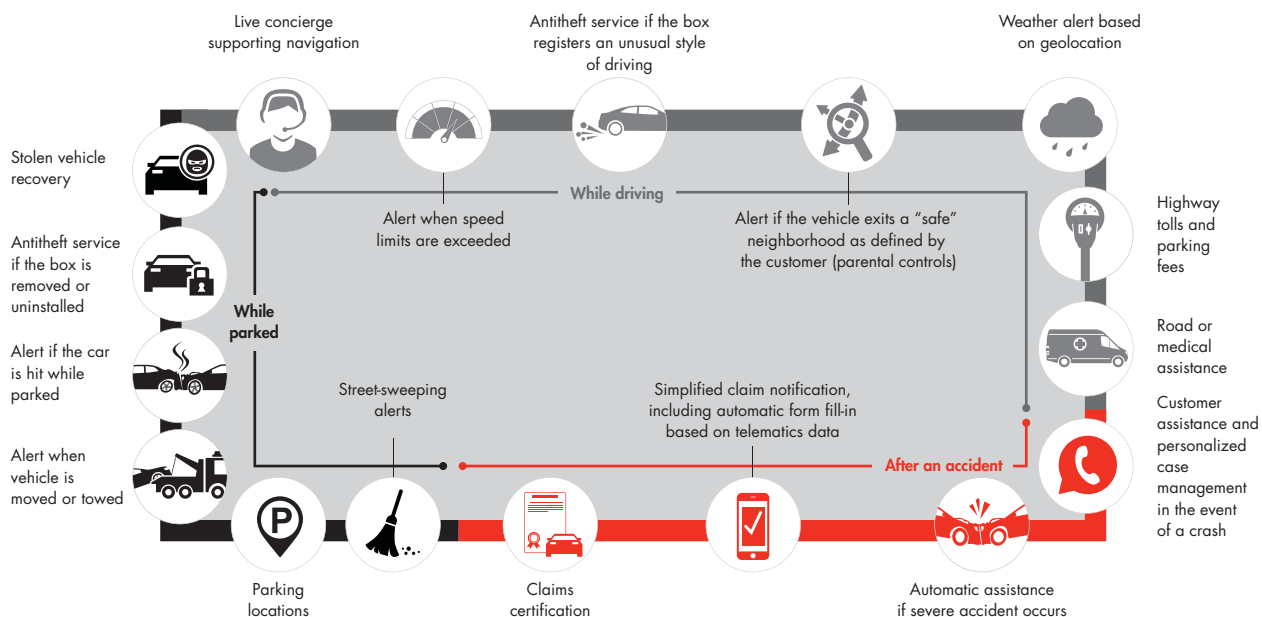 Live concierge
supporting navigation
Antitheft service if the box
registers an unusual style
of driving
Weather alert based
on geolocation
Stolen vehicle
recovery
While driving
Alert when speed
limits are exceeded
Alert if the vehicle exits a “safe”
neighborhood as defined by
the customer (parental controls)
Highway
tolls and
parking
fees
Antitheft service
if the box is
removed or
uninstalled
While
parked
Road or
medical
assistance
Alert if the car
is hit while
parked
Street-sweeping
alerts
Simplified claim notification,
including automatic form fill-in
based on telematics data
Customer
assistance and
personalized
case
management
in the event
of a crash
Alert when
vehicle is
moved or towed
After an accident
P
Parking
locations
Claims
certification
Automatic assistance
if severe accident occurs